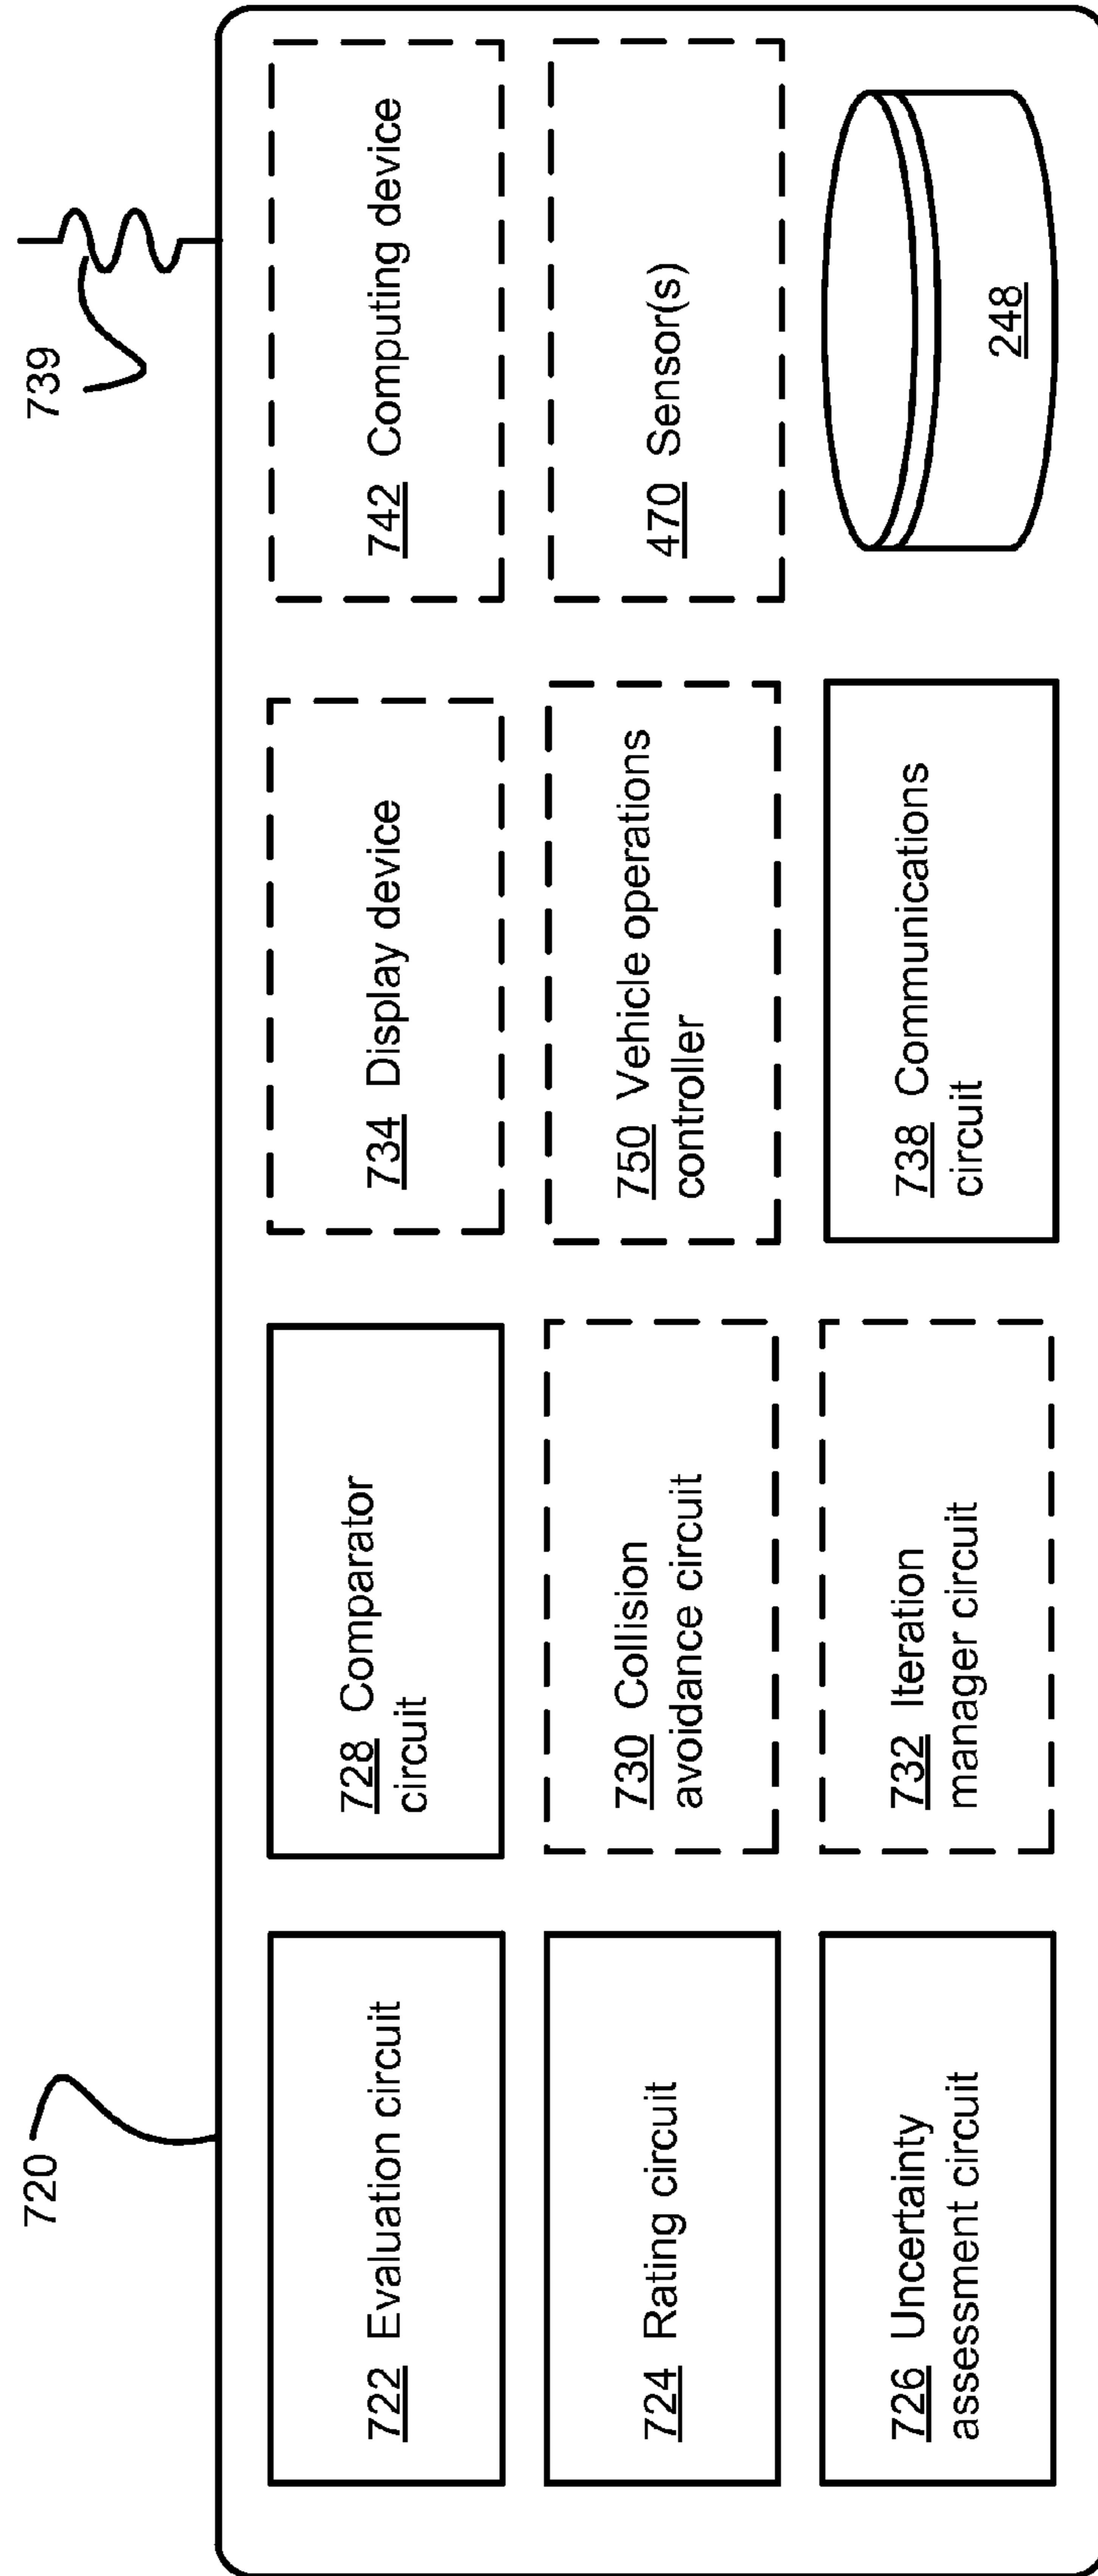 720
739
722 Evaluation circuit
724 Rating circuit
726 Uncertainty
assessment circuit
728 Comparator
circuit
730 Collision
avoidance circuit
732 Iteration
manager circuit
734 Display device
750 Vehicle operations
controller
738 Communications
circuit
742 Computing device
470 Sensor(s)
248